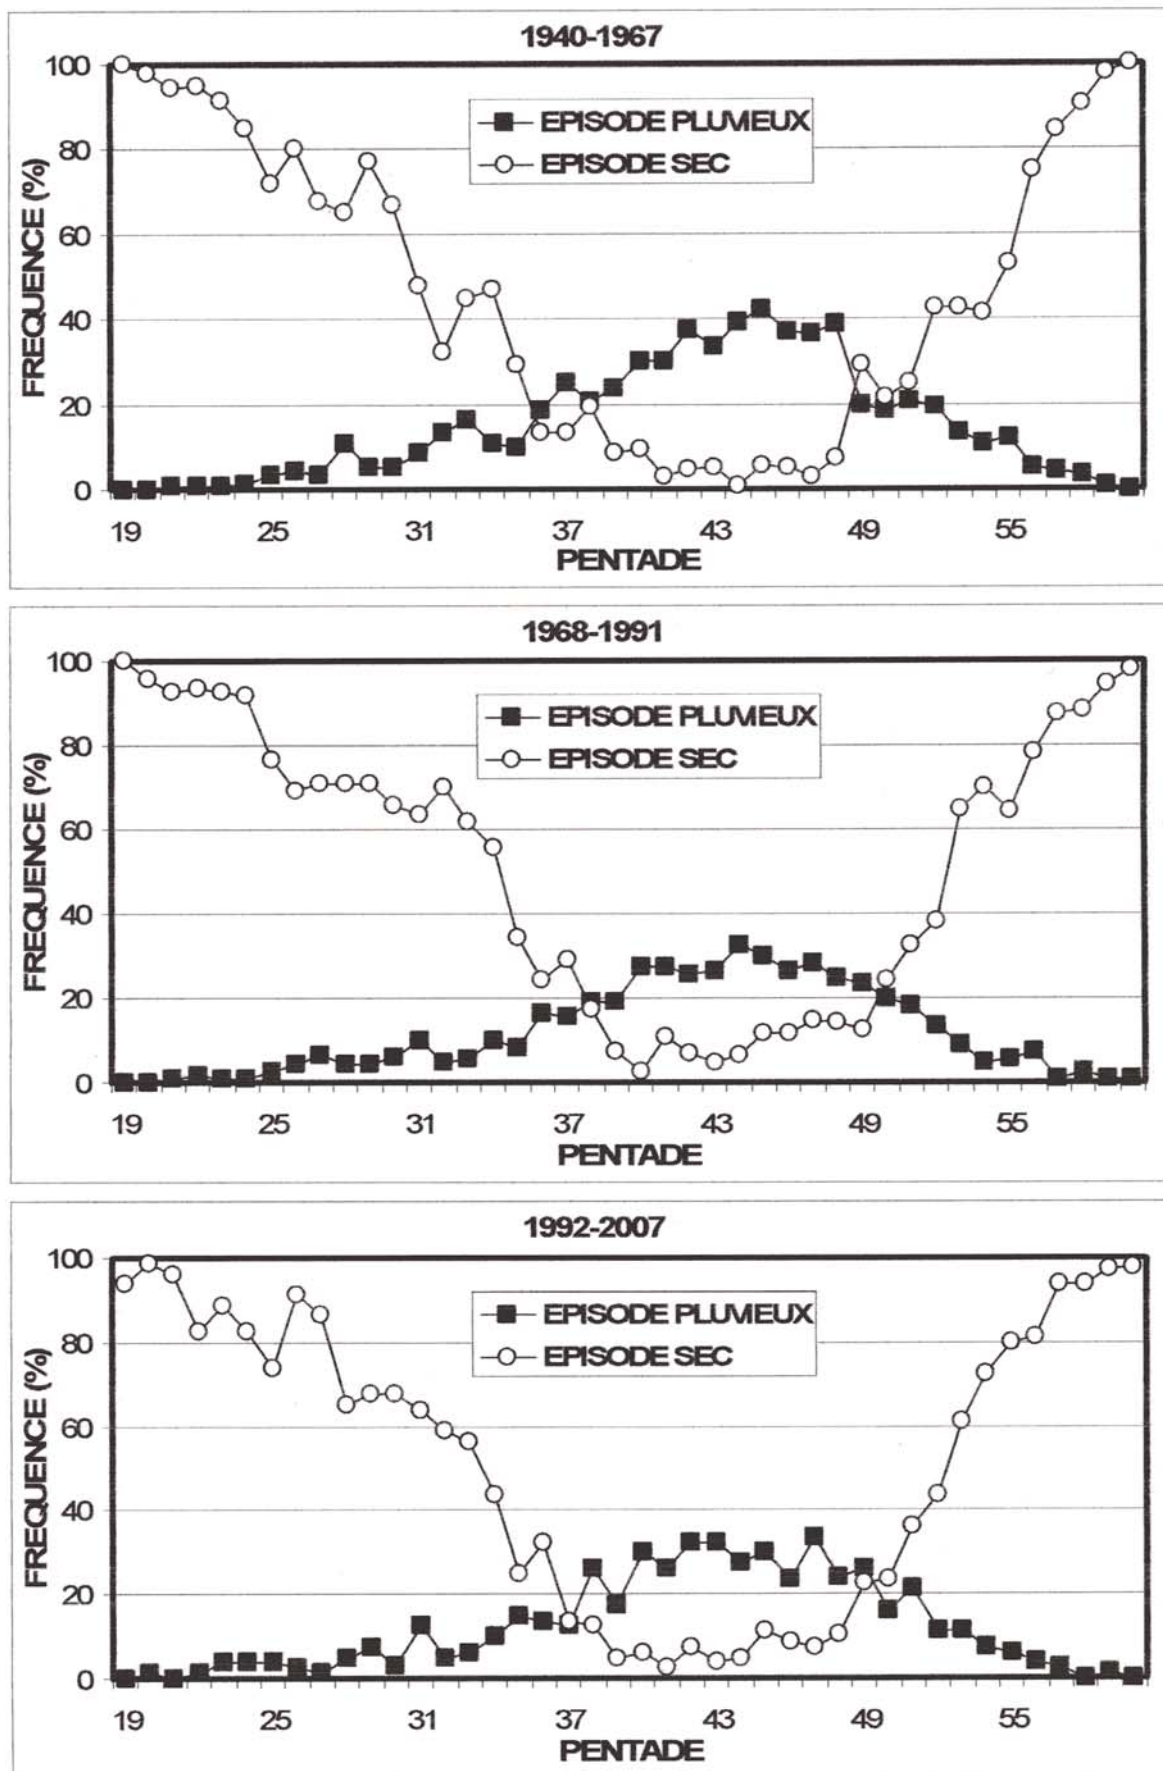 1940-1967
100
80
60
40
20
0
FREQUENCE (%)
EPISODE PLUVIEUX
EPISODE SEC
19 25 31 37 43 49 55
PENTADE
1968-1991
100
80
60
40
20
0
FREQUENCE (%)
EPISODE PLUVIEUX
EPISODE SEC
19 25 31 37 43 49 55
PENTADE
1992-2007
100
80
60
40
20
0
FREQUENCE (%)
EPISODE PLUVIEUX
EPISODE SEC
19 25 31 37 43 49 55
PENTADE